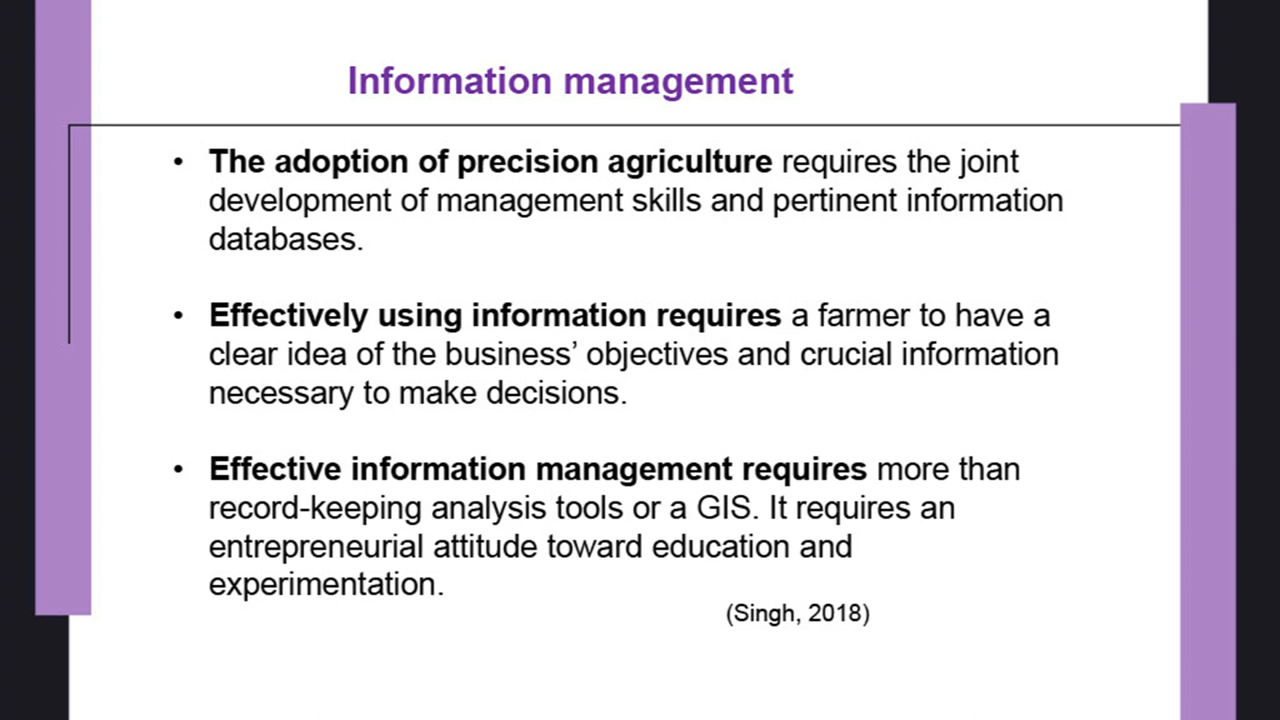 Information management
• The adoption of precision agriculture requires the joint
development of management skills and pertinent information
databases.
• Effectively using information requires a farmer to have a
clear idea of the business’ objectives and crucial information
necessary to make decisions.
• Effective information management requires more than
record-keeping analysis tools or a GIS. It requires an
entrepreneurial attitude toward education and
experimentation.
(Singh, 2018)